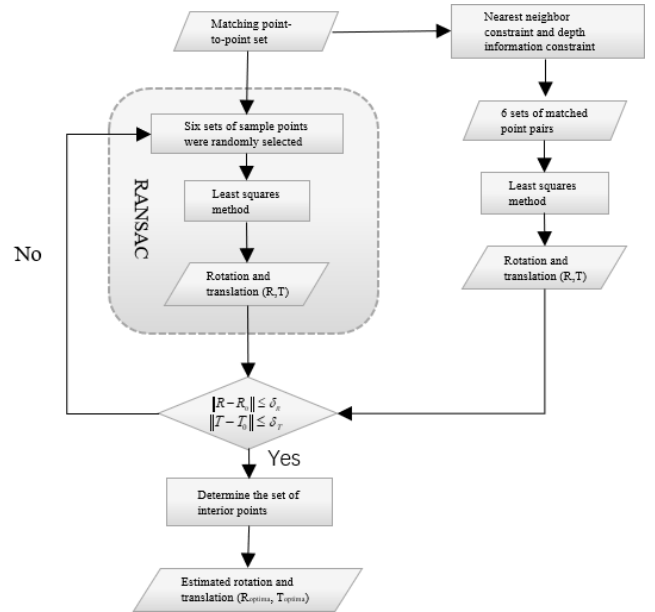 Matching point-
to-point set
Nearest neighbor
constraint and depth
information constraint
Six sets of sample points
were randomly selected
6 sets of matched
point pairs
Least squares
method
Least squares
method
RANSAC
No
Rotation and
translation (R,T)
Rotation and
translation (R,T)
‖R − R₀‖ ≤ δ_R
‖T − T₀‖ ≤ δ_T
Yes
Determine the set of
interior points
Estimated rotation and
translation (Roptima, Toptima)